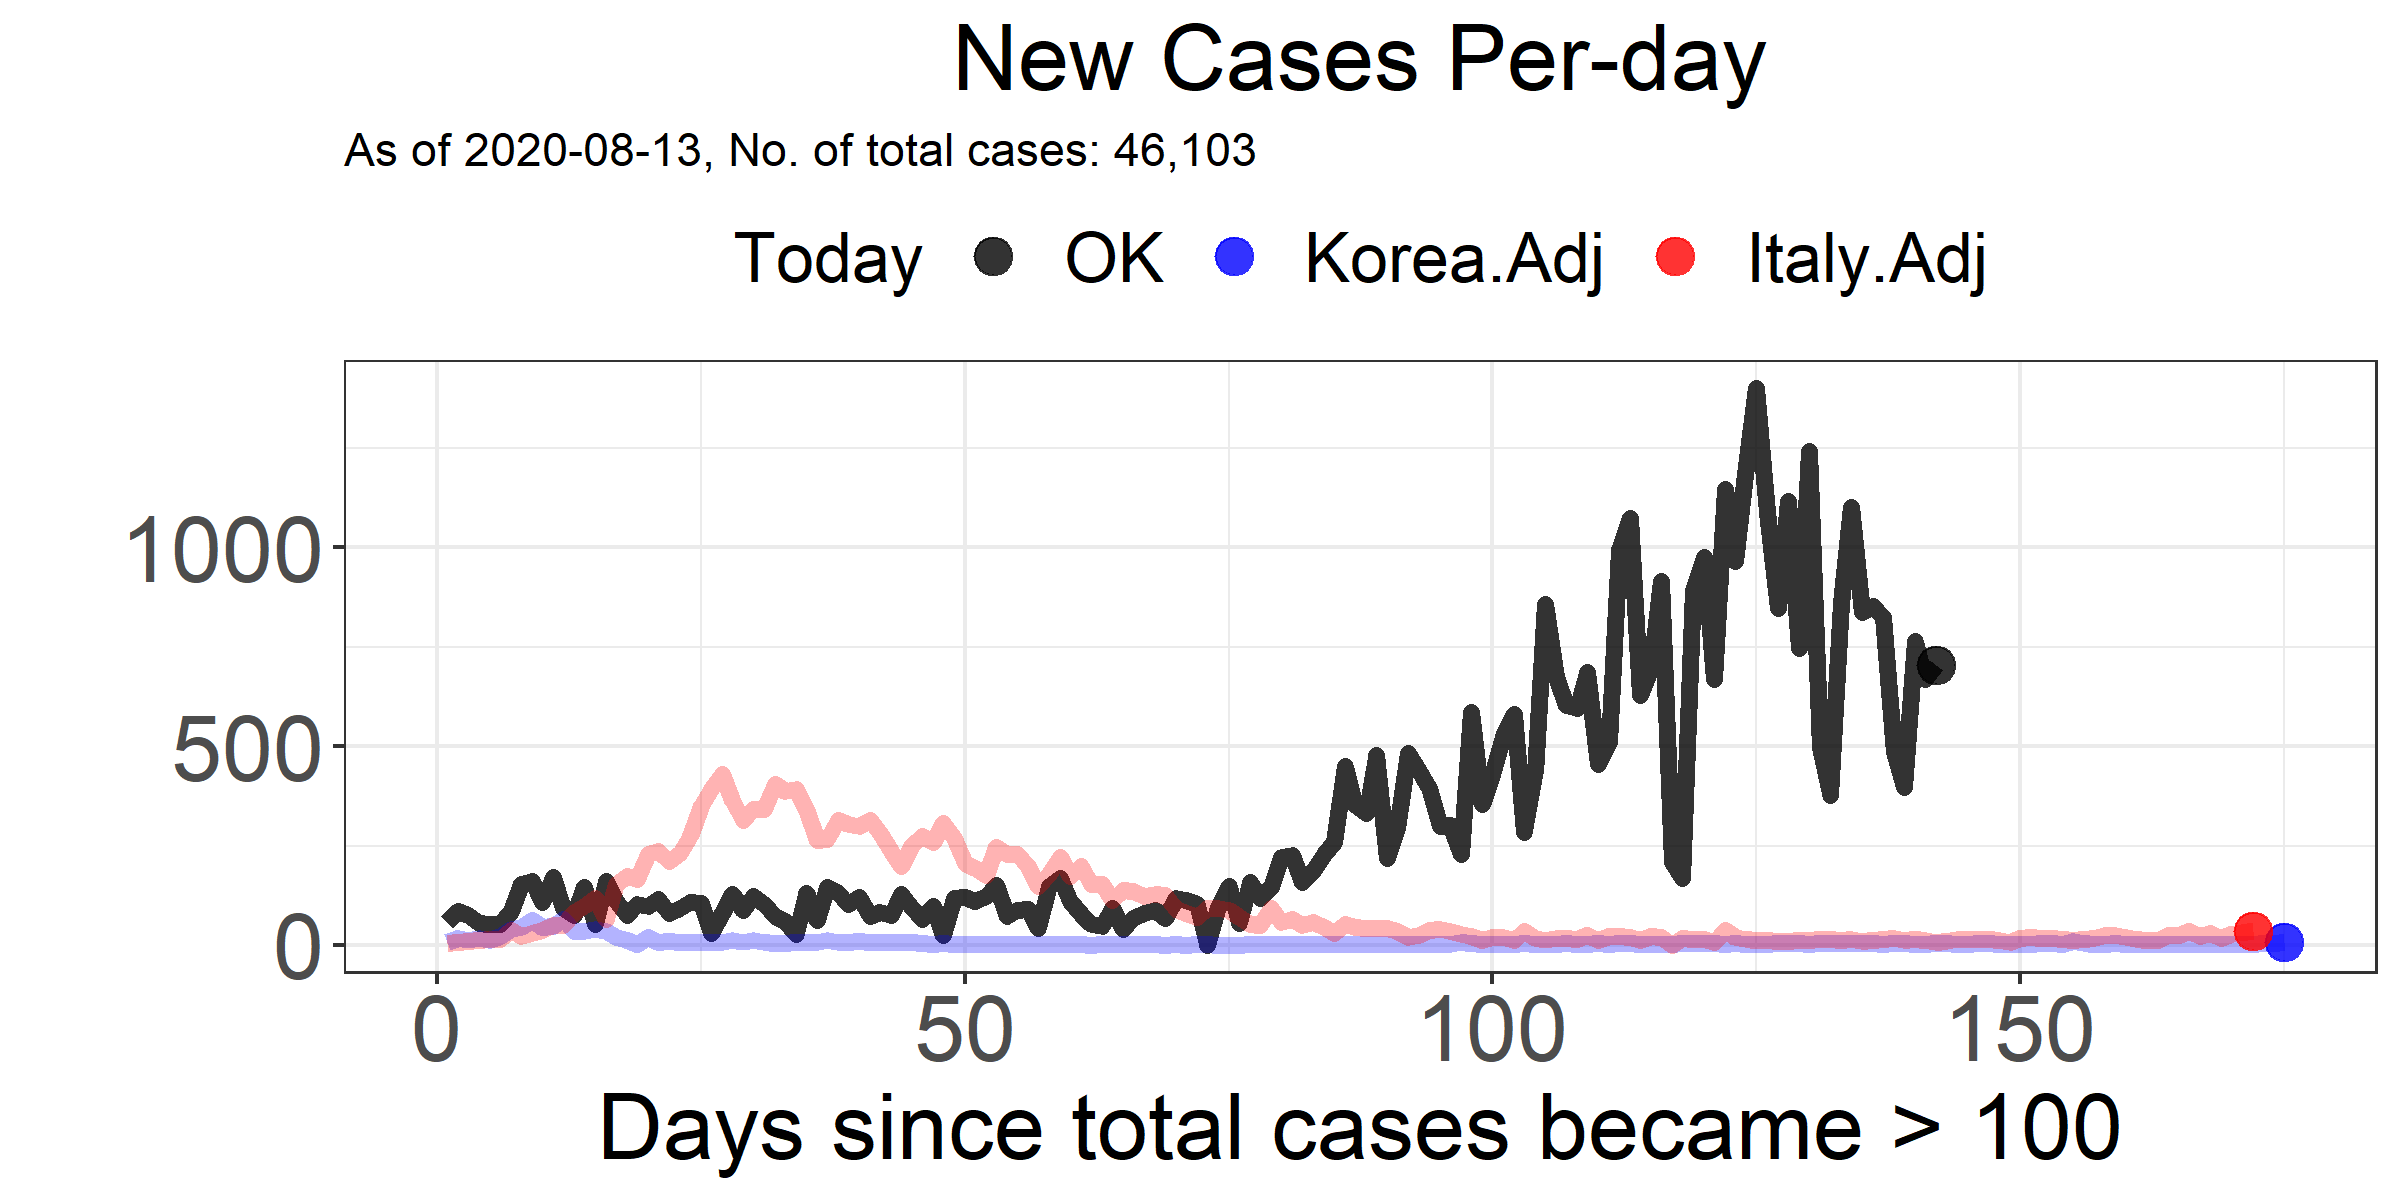 New Cases Per-day
As of 2020-08-13, No. of total cases: 46,103
Today OK Korea.Adj Italy.Adj
1000
500
0
0 50 100 150
Days since total cases became > 100